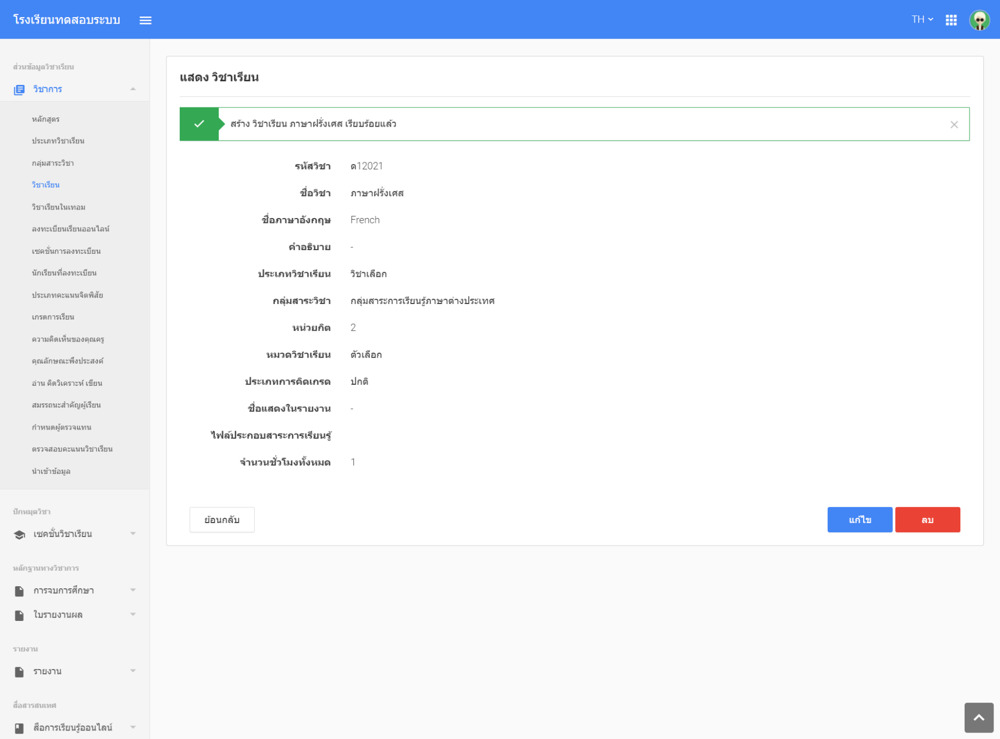 โรงเรียนทดสอบระบบ
TH
ส่วนข้อมูลวิชาเรียน
วิชาการ
หลักสูตร
ประเภทวิชาเรียน
กลุ่มสาระวิชา
วิชาเรียน
วิชาเรียนในเทอม
ลงทะเบียนเรียนออนไลน์
เซคชั่นการลงทะเบียน
นักเรียนที่ลงทะเบียน
ประเภทคะแนนจิตพิสัย
เกรดการเรียน
ความคิดเห็นของคุณครู
คุณลักษณะพึงประสงค์
อ่าน คิดวิเคราะห์ เขียน
สมรรถนะสำคัญผู้เรียน
กำหนดผู้ตรวจแทน
ตรวจสอบคะแนนวิชาเรียน
นำเข้าข้อมูล
ปักหมุดวิชา
เซคชั่นวิชาเรียน
หลักฐานทางวิชาการ
การจบการศึกษา
ใบรายงานผล
รายงาน
รายงาน
สื่อสารสนเทศ
สื่อการเรียนรู้ออนไลน์
แสดง วิชาเรียน
สร้าง วิชาเรียน ภาษาฝรั่งเศส เรียบร้อยแล้ว
รหัสวิชา ด12021
ชื่อวิชา ภาษาฝรั่งเศส
ชื่อภาษาอังกฤษ French
คำอธิบาย -
ประเภทวิชาเรียน วิชาเลือก
กลุ่มสาระวิชา กลุ่มสาระการเรียนรู้ภาษาต่างประเทศ
หน่วยกิต 2
หมวดวิชาเรียน ตัวเลือก
ประเภทการคิดเกรด ปกติ
ชื่อแสดงในรายงาน -
ไฟล์ประกอบสาระการเรียนรู้
จำนวนชั่วโมงทั้งหมด 1
ย้อนกลับ แก้ไข ลบ